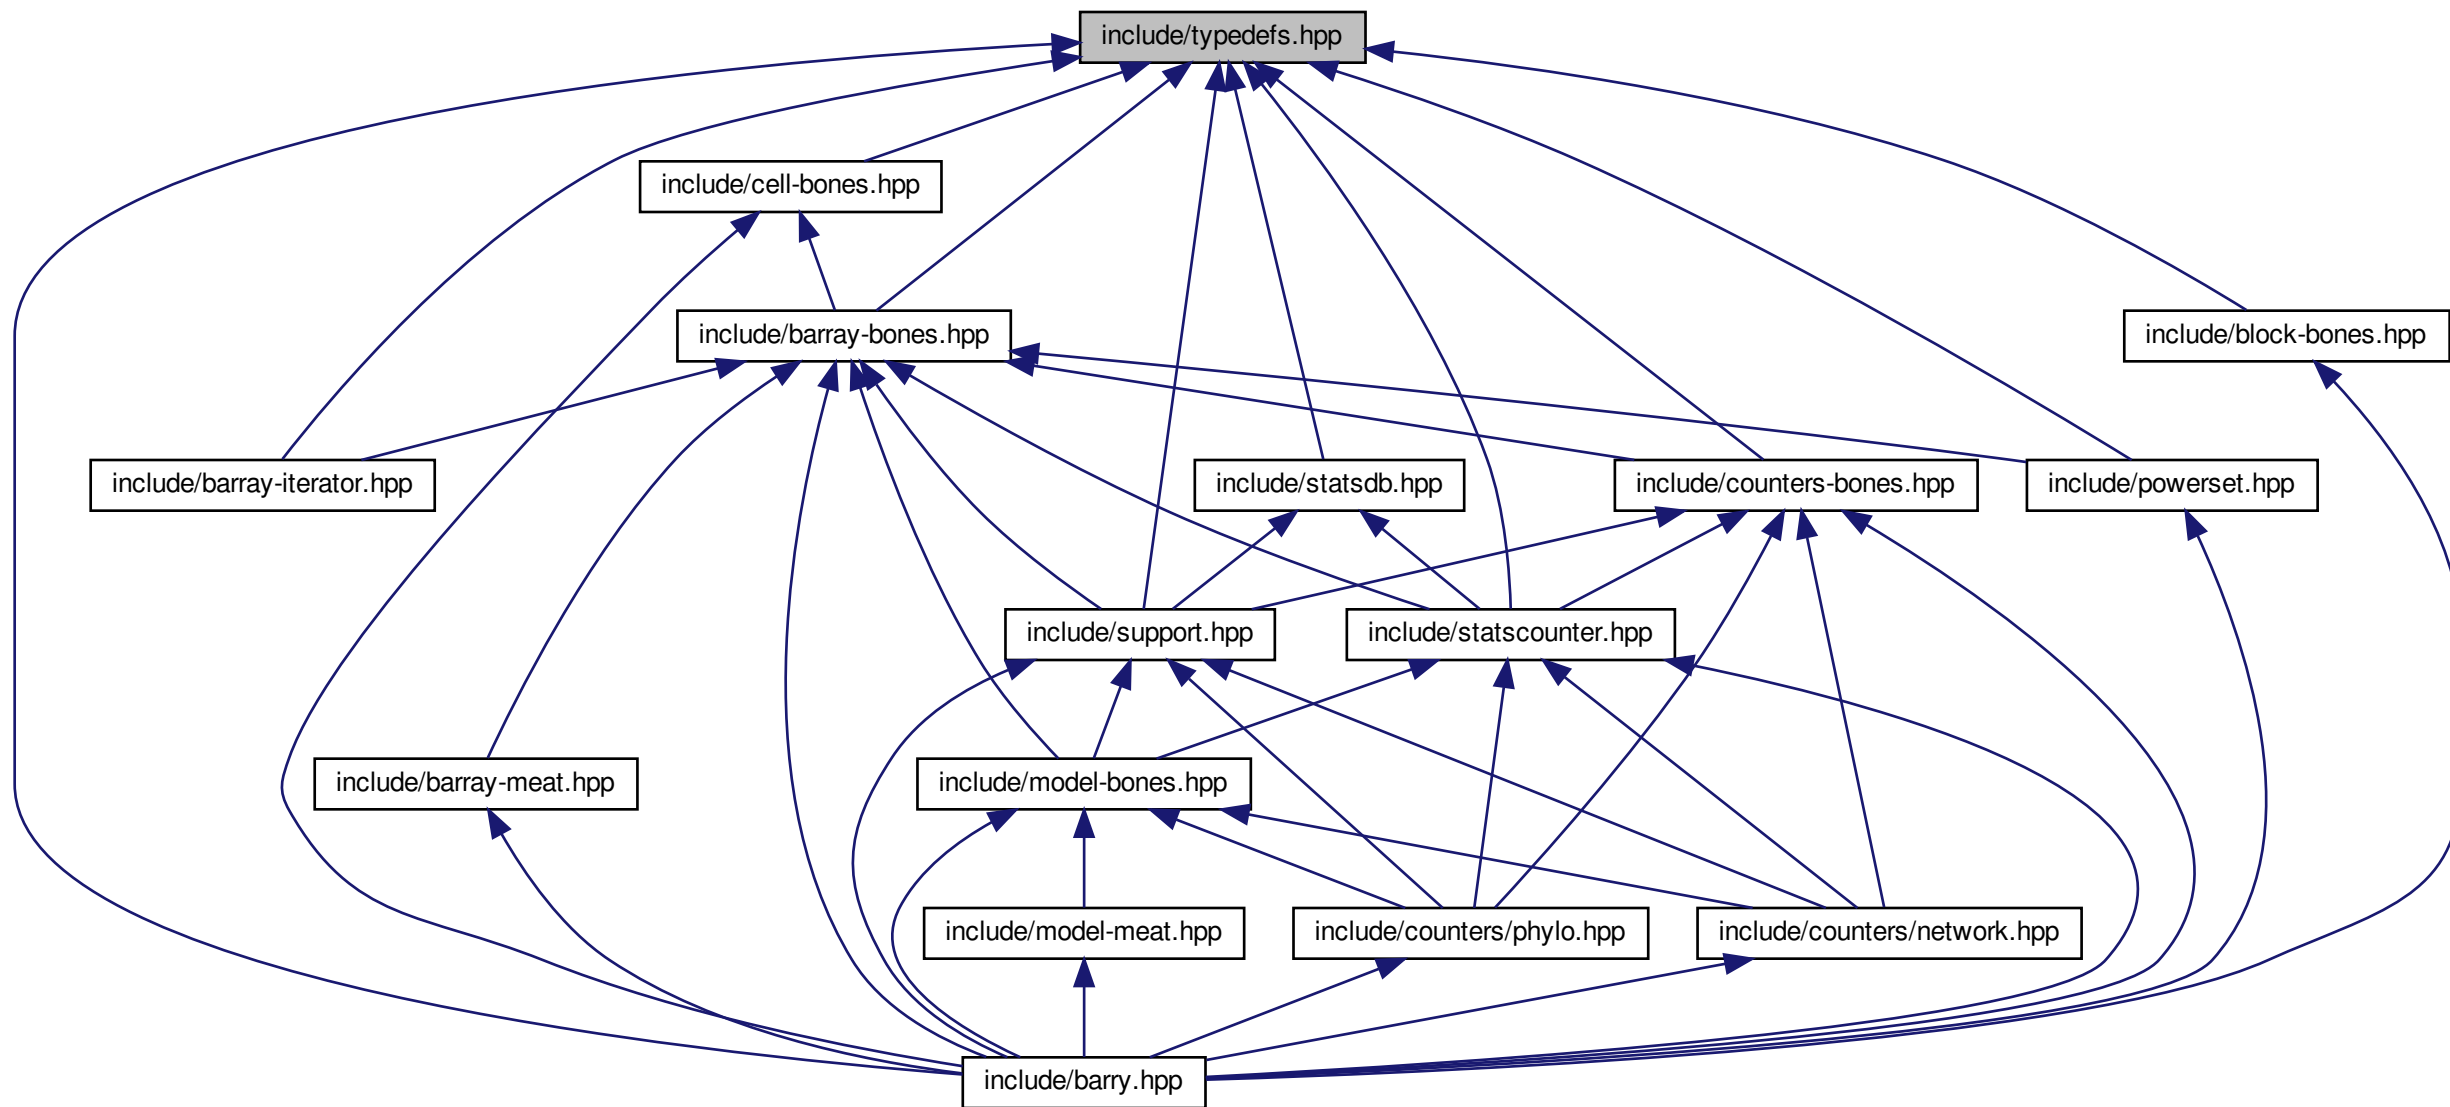 include/typedefs.hpp
include/cell-bones.hpp
include/barray-bones.hpp
include/block-bones.hpp
include/barray-iterator.hpp
include/statsdb.hpp
include/counters-bones.hpp
include/powerset.hpp
include/support.hpp
include/statscounter.hpp
include/barray-meat.hpp
include/model-bones.hpp
include/model-meat.hpp
include/counters/phylo.hpp
include/counters/network.hpp
include/barry.hpp